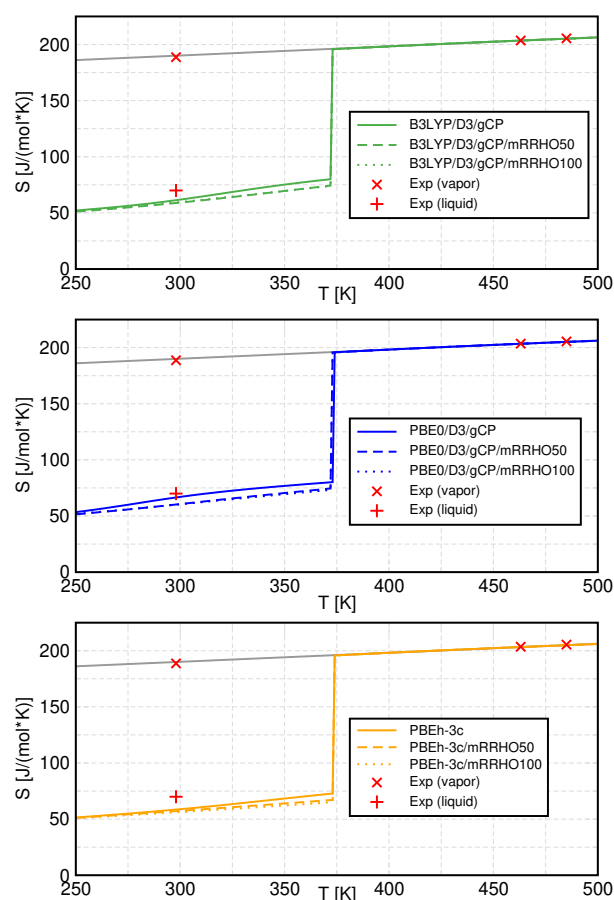 S [J/(mol*K)]
200
150
100
50
0
B3LYP/D3/gCP
B3LYP/D3/gCP/mRRHO50
B3LYP/D3/gCP/mRRHO100
Exp (vapor)
Exp (liquid)
250 300 350 400 450 500
T [K]
S [J/mol*K)]
200
150
100
50
0
PBE0/D3/gCP
PBE0/D3/gCP/mRRHO50
PBE0/D3/gCP/mRRHO100
Exp (vapor)
Exp (liquid)
250 300 350 400 450 500
T [K]
S [J/(mol*K)]
200
150
100
50
0
PBEh-3c
PBEh-3c/mRRHO50
PBEh-3c/mRRHO100
Exp (vapor)
Exp (liquid)
250 300 350 400 450 500
T [K]